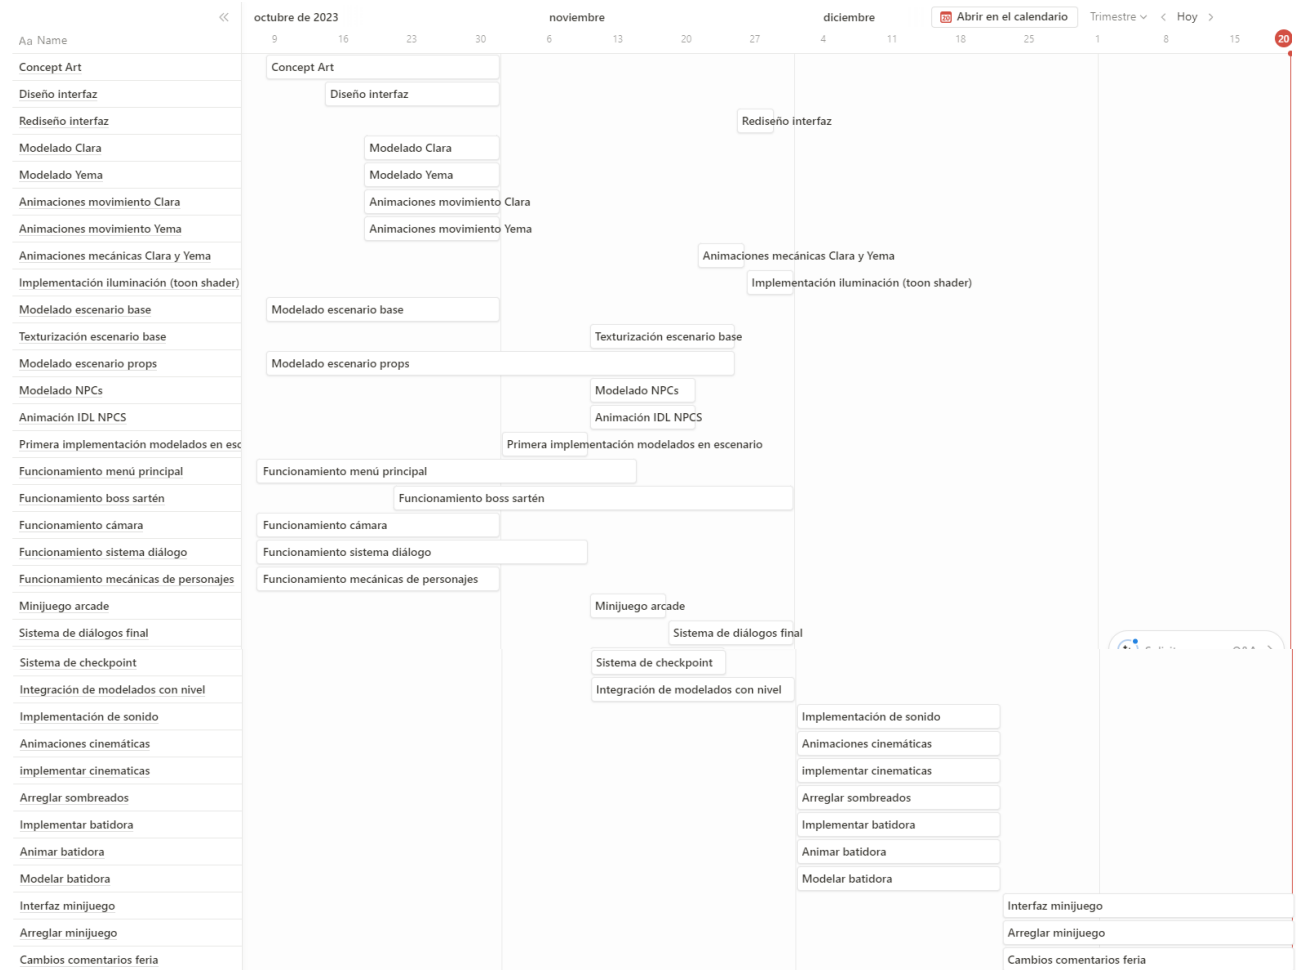 octubre de 2023 noviembre diciembre 20 Abrir en el calendario Trimestre Hoy
Aa Name 9 16 23 30 6 13 20 27 4 11 18 25 1 8 15 20
Concept Art Concept Art
Diseño interfaz Diseño interfaz
Rediseño interfaz Rediseño interfaz
Modelado Clara Modelado Clara
Modelado Yema Modelado Yema
Animaciones movimiento Clara Animaciones movimiento Clara
Animaciones movimiento Yema Animaciones movimiento Yema
Animaciones mecánicas Clara y Yema Animaciones mecánicas Clara y Yema
Implementación iluminación (toon shader) Implementación iluminación (toon shader)
Modelado escenario base Modelado escenario base
Texturización escenario base Texturización escenario base
Modelado escenario props Modelado escenario props
Modelado NPCs Modelado NPCs
Animación IDL NPCS Animación IDL NPCS
Primera implementación modelados en esc Primera implementación modelados en escenario
Funcionamiento menú principal Funcionamiento menú principal
Funcionamiento boss sartén Funcionamiento boss sartén
Funcionamiento cámara Funcionamiento cámara
Funcionamiento sistema diálogo Funcionamiento sistema diálogo
Funcionamiento mecánicas de personajes Funcionamiento mecánicas de personajes
Minijuego arcade Minijuego arcade
Sistema de diálogos final Sistema de diálogos final
Sistema de checkpoint Sistema de checkpoint
Integración de modelados con nivel Integración de modelados con nivel
Implementación de sonido Implementación de sonido
Animaciones cinemáticas Animaciones cinemáticas
implementar cinematicas implementar cinematicas
Arreglar sombreados Arreglar sombreados
Implementar batidora Implementar batidora
Animar batidora Animar batidora
Modelar batidora Modelar batidora
Interfaz minijuego Interfaz minijuego
Arreglar minijuego Arreglar minijuego
Cambios comentarios feria Cambios comentarios feria